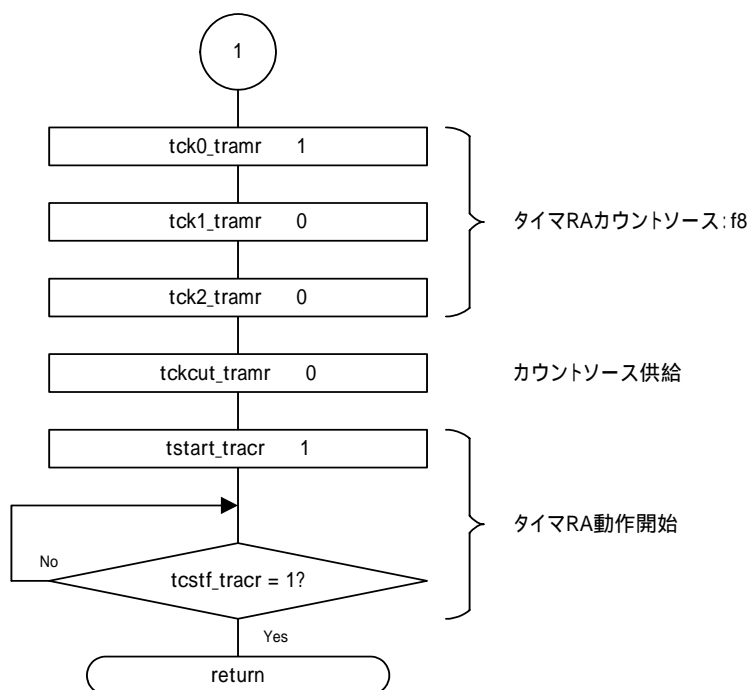 1
tck0_tramr 1
tck1_tramr 0
タイマRAカウントソース:f8
tck2_tramr 0
tckcut_tramr 0
カウントソース供給
tstart_tracr 1
タイマRA動作開始
No
tcstf_tracr = 1?
Yes
return